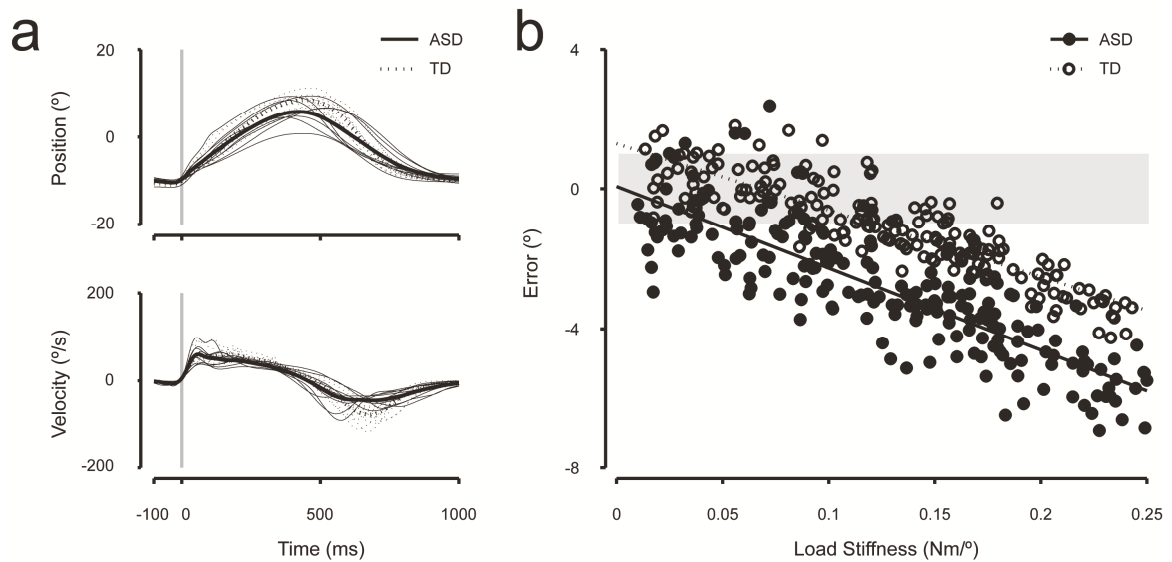 a
ASD
TD
20
0
-20
Position (º)
200
0
-200
Velocity (º/s)
-100 0 500 1000
Time (ms)
b
ASD
TD
4
0
-4
-8
Error (º)
0 0.05 0.1 0.15 0.2 0.25
Load Stiffness (Nm/º)